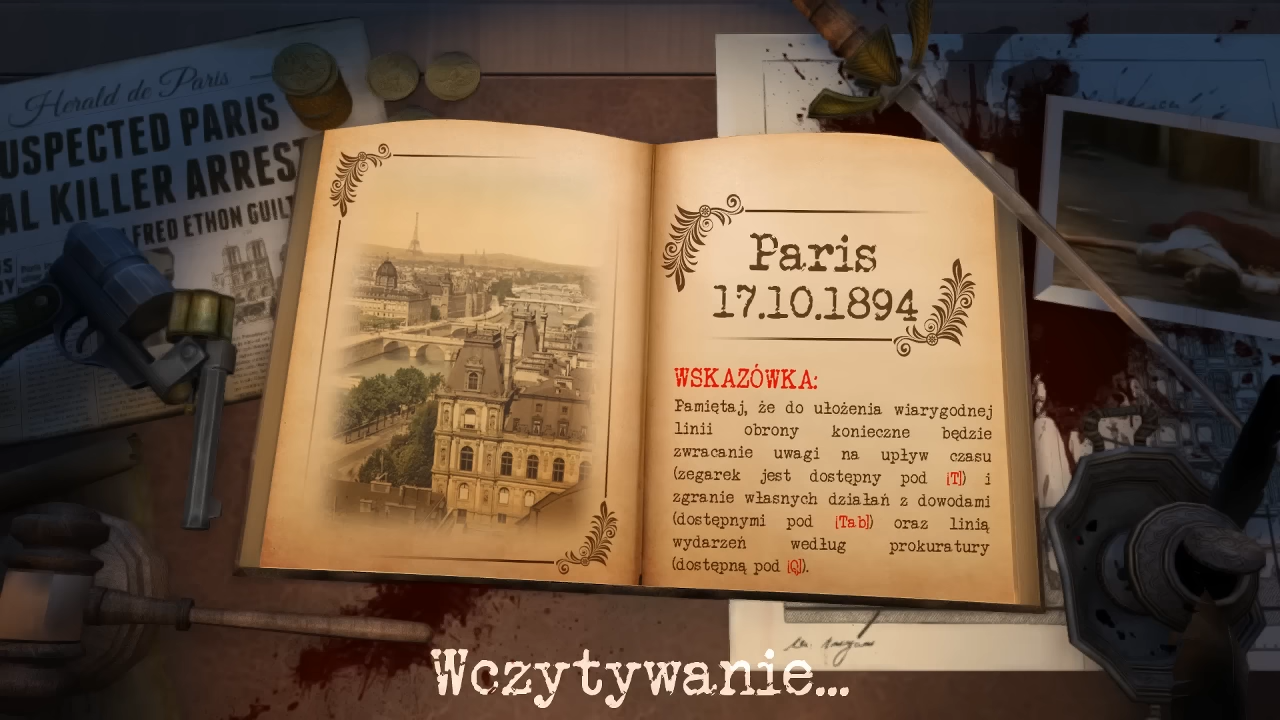 Herald de Paris
USPECTED PARIS
AL KILLER ARREST
LFRED ETHON GUILT
Paris
17.10.1894
WSKAZÓWKA:
Pamiętaj, że do ułożenia wiarygodnej
linii obrony konieczne będzie
zwracanie uwagi na upływ czasu
(zegarek jest dostępny pod [T]) i
zgranie własnych działań z dowodami
(dostępnymi pod [Tab]) oraz linią
wydarzeń według prokuratury
(dostępną pod [Q]).
Wczytywanie...